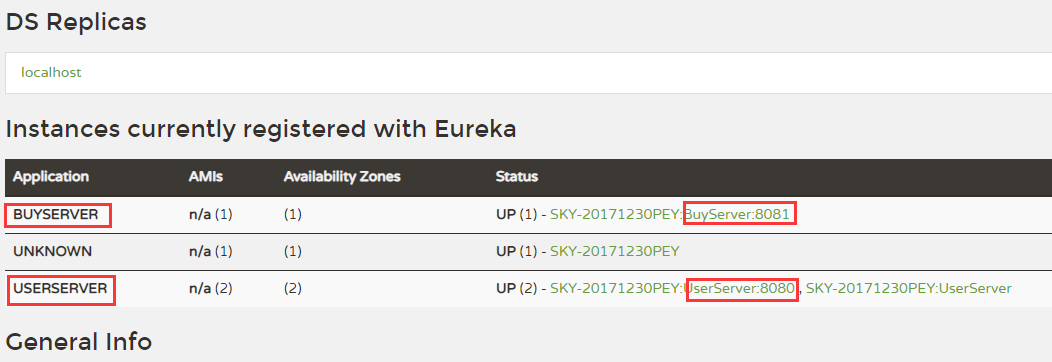 DS Replicas
localhost
Instances currently registered with Eureka
Application AMIs Availability Zones Status
BUYSERVER n/a (1) (1) UP (1) - SKY-20171230PEY:BuyServer:8081
UNKNOWN n/a (1) (1) UP (1) - SKY-20171230PEY
USERSERVER n/a (2) (2) UP (2) - SKY-20171230PEY:UserServer:8080 , SKY-20171230PEY:UserServer
General Info